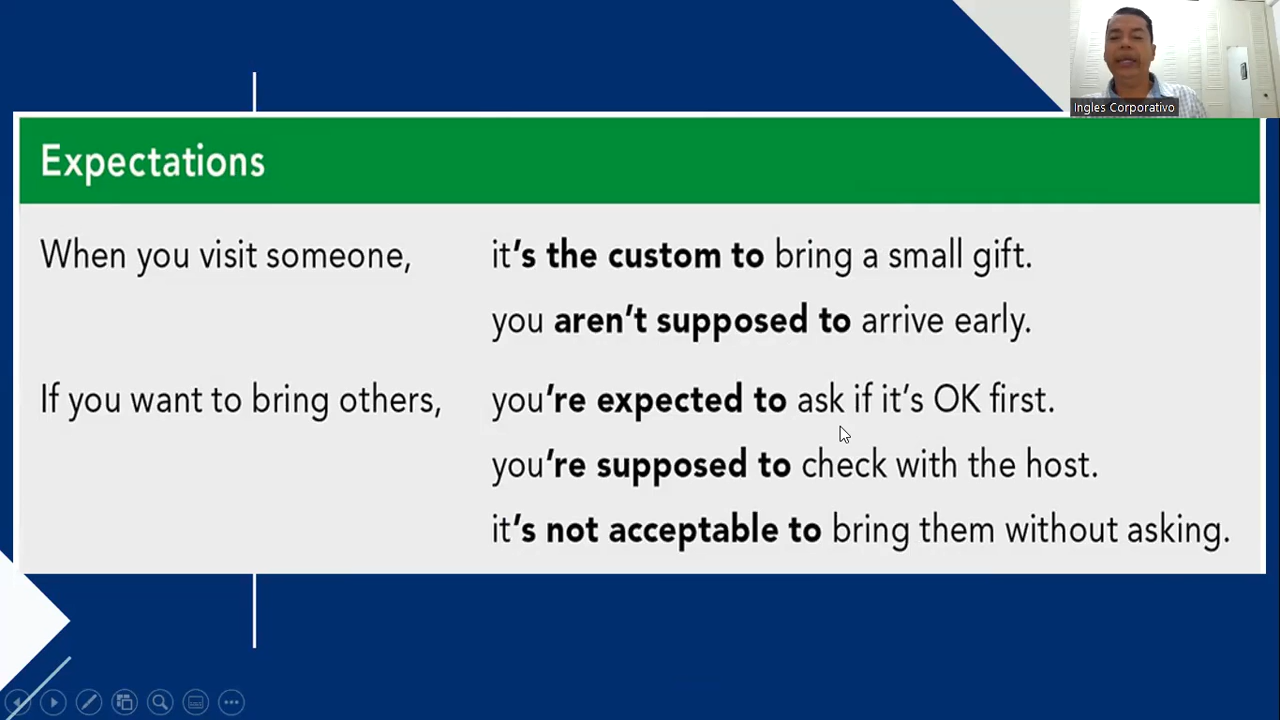 Ingles Corporativo
Expectations
When you visit someone, it's the custom to bring a small gift.
you aren't supposed to arrive early.
If you want to bring others, you're expected to ask if it's OK first.
you're supposed to check with the host.
it's not acceptable to bring them without asking.